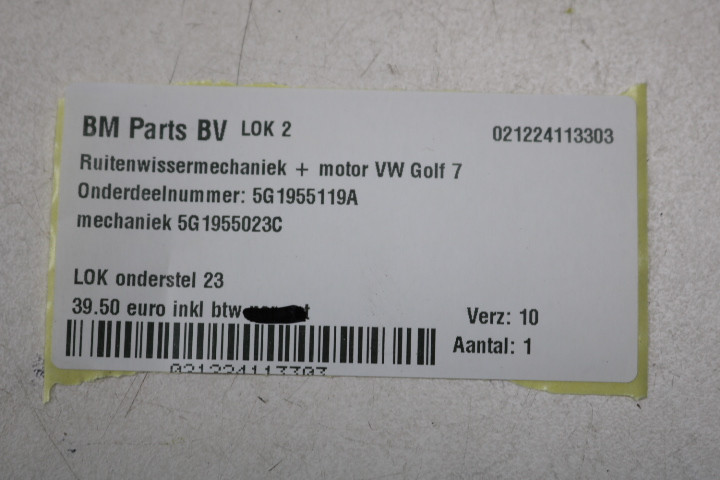 BM Parts BV LOK 2 021224113303
Ruitenwissermechaniek + motor VW Golf 7
Onderdeelnummer: 5G1955119A
mechaniek 5G1955023C
LOK onderstel 23
39.50 euro inkl btw
Verz: 10
Aantal: 1
021224113303